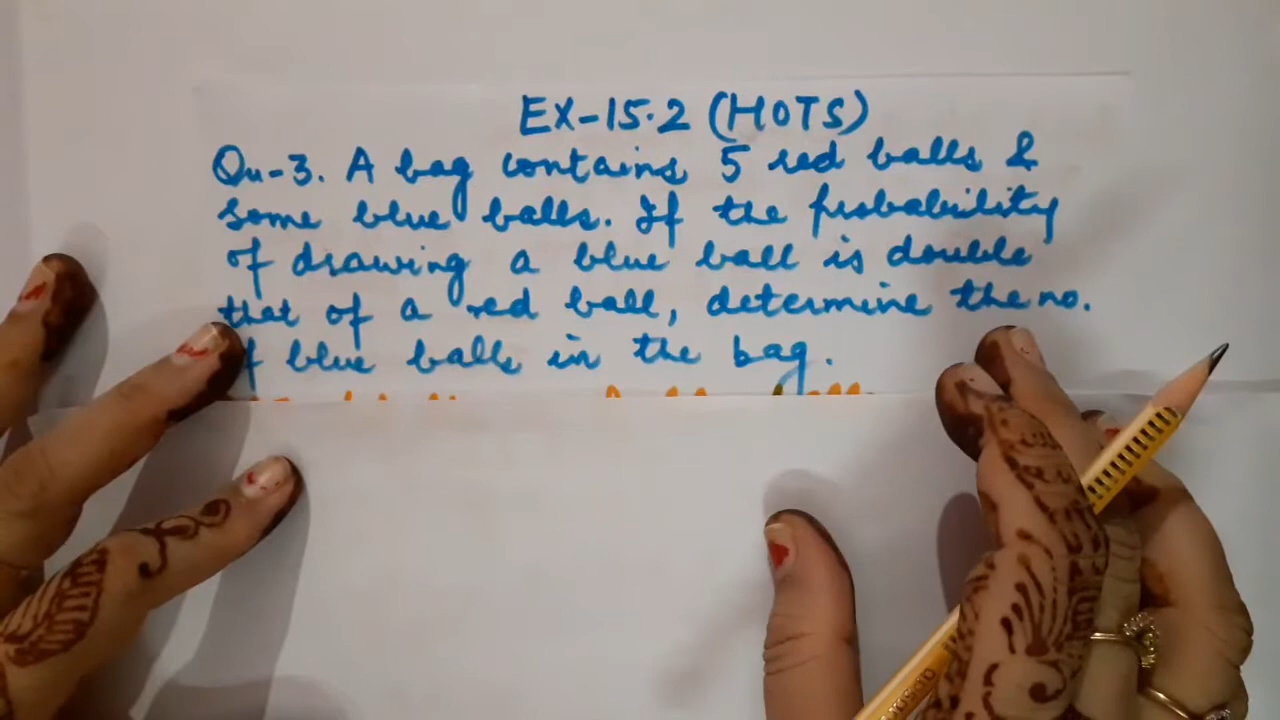 EX-15.2 (HOTS)
Qu-3. A bag contains 5 red balls &
some blue balls. If the probability
of drawing a blue ball is double
that of a red ball, determine the no.
of blue balls in the bag.